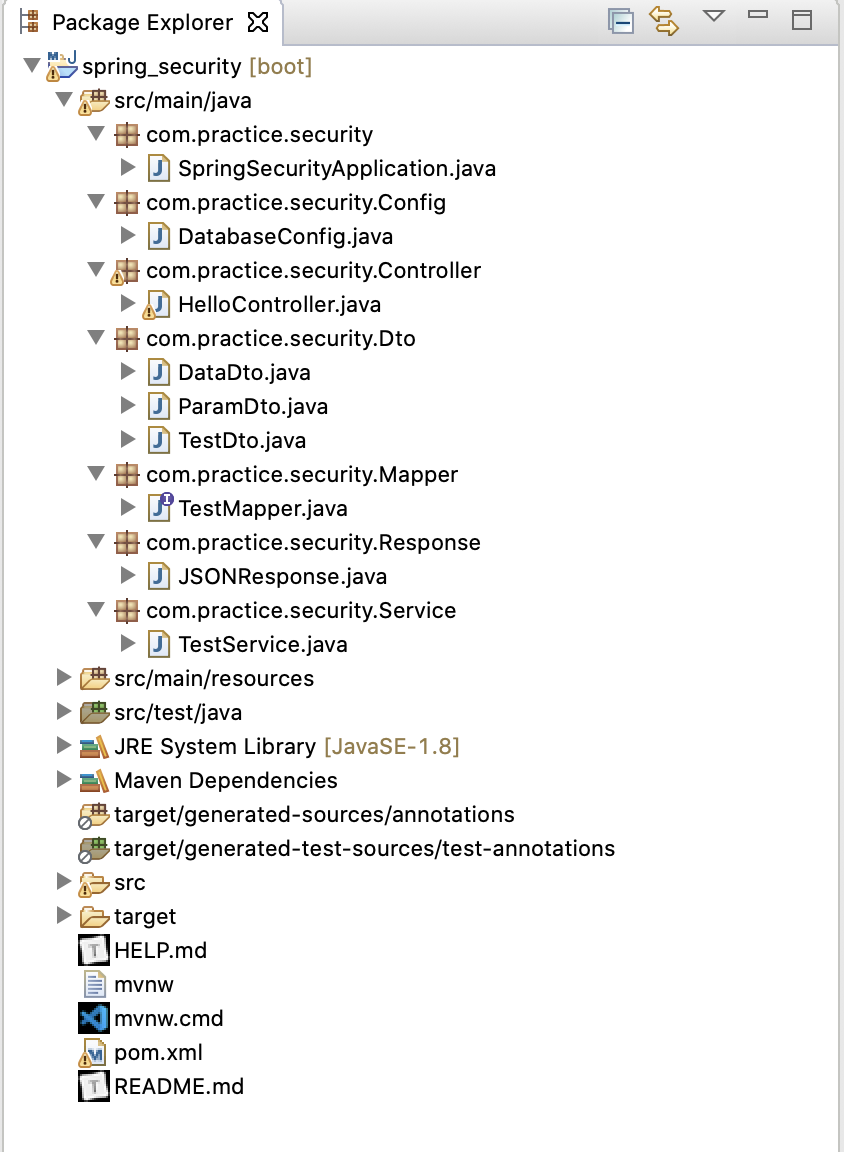 Package Explorer
spring_security [boot]
src/main/java
com.practice.security
SpringSecurityApplication.java
com.practice.security.Config
DatabaseConfig.java
com.practice.security.Controller
HelloController.java
com.practice.security.Dto
DataDto.java
ParamDto.java
TestDto.java
com.practice.security.Mapper
TestMapper.java
com.practice.security.Response
JSONResponse.java
com.practice.security.Service
TestService.java
src/main/resources
src/test/java
JRE System Library [JavaSE-1.8]
Maven Dependencies
target/generated-sources/annotations
target/generated-test-sources/test-annotations
src
target
HELP.md
mvnw
mvnw.cmd
pom.xml
README.md